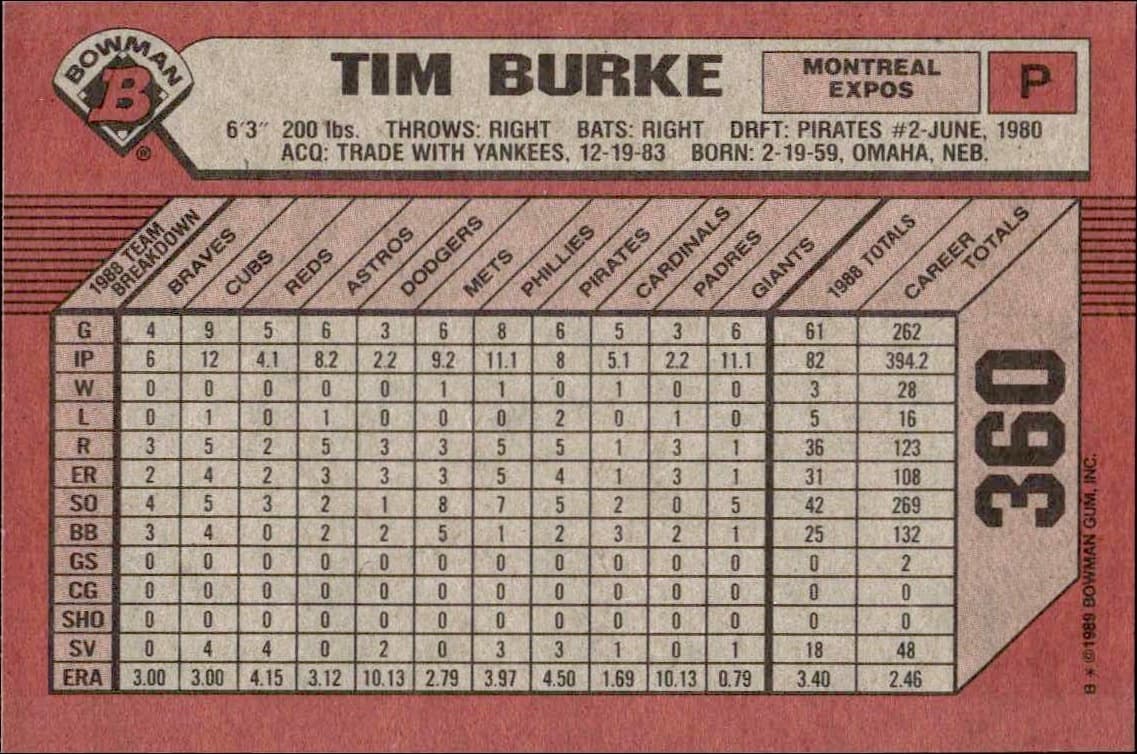 BOWMAN
B
®
TIM BURKE
MONTREAL
EXPOS
P
6'3" 200 lbs. THROWS: RIGHT BATS: RIGHT DRFT: PIRATES #2-JUNE, 1980
ACQ: TRADE WITH YANKEES, 12-19-83 BORN: 2-19-59, OMAHA, NEB.
1988 TEAM BREAKDOWN BRAVES CUBS REDS ASTROS DODGERS METS PHILLIES PIRATES CARDINALS PADRES GIANTS 1988 TOTALS CAREER TOTALS
G 4 9 5 6 3 6 8 6 5 3 6 61 262
IP 6 12 4.1 8.2 2.2 9.2 11.1 8 5.1 2.2 11.1 82 394.2
W 0 0 0 0 0 1 1 0 1 0 0 3 28
L 0 1 0 1 0 0 0 2 0 1 0 5 16
R 3 5 2 5 3 3 5 5 1 3 1 36 123
ER 2 4 2 3 3 3 5 4 1 3 1 31 108
SO 4 5 3 2 1 8 7 5 2 0 5 42 269
BB 3 4 0 2 2 5 1 2 3 2 1 25 132
GS 0 0 0 0 0 0 0 0 0 0 0 0 2
CG 0 0 0 0 0 0 0 0 0 0 0 0 0
SHO 0 0 0 0 0 0 0 0 0 0 0 0 0
SV 0 4 4 0 2 0 3 3 1 0 1 18 48
ERA 3.00 3.00 4.15 3.12 10.13 2.79 3.97 4.50 1.69 10.13 0.79 3.40 2.46
360
B * ©1989 BOWMAN GUM, INC.